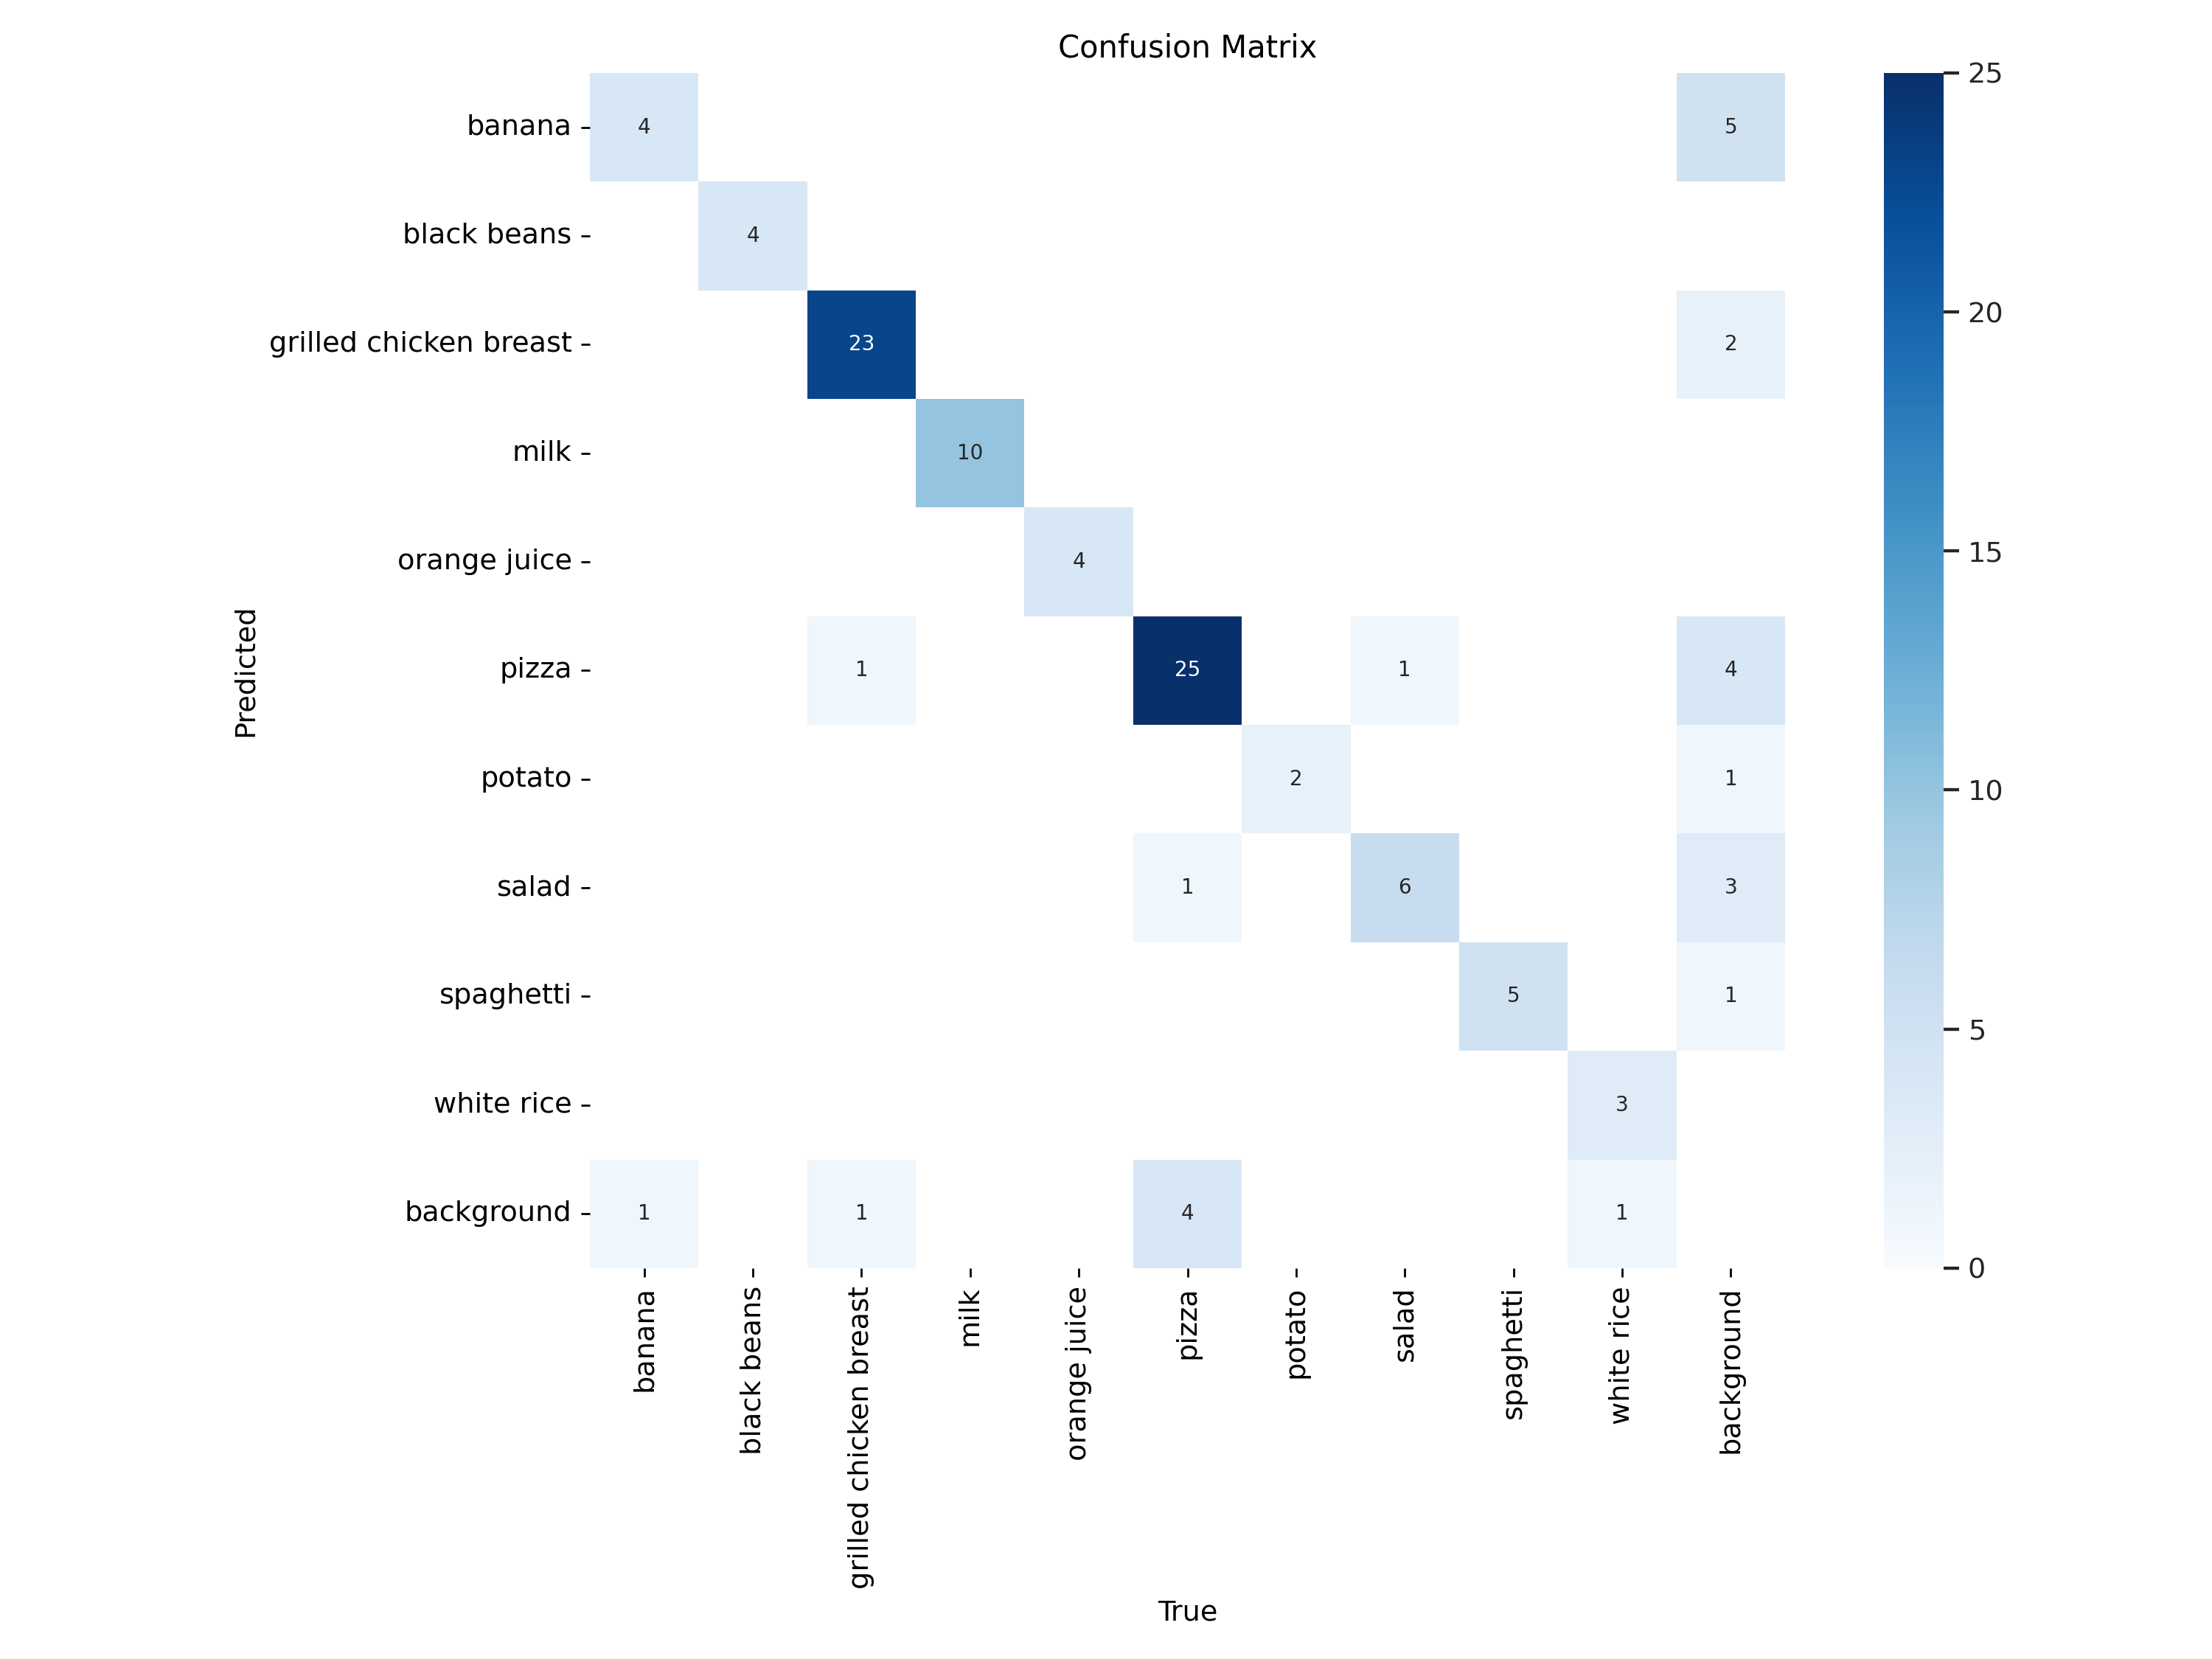 Confusion Matrix
banana
4
5
25
black beans
4
grilled chicken breast
23
2
20
milk
10
orange juice
4
15
Predicted
pizza
1
25
1
4
potato
2
1
10
salad
1
6
3
spaghetti
5
1
5
white rice
3
background
1
1
4
1
0
banana
black beans
grilled chicken breast
milk
orange juice
pizza
potato
salad
spaghetti
white rice
background
True